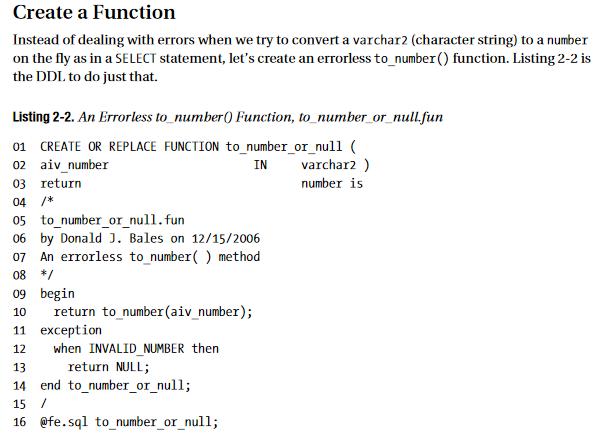 Create a Function
Instead of dealing with errors when we try to convert a varchar2 (character string) to a number
on the fly as in a SELECT statement, let's create an errorless to_number() function. Listing 2-2 is
the DDL to do just that.
Listing 2-2. An Errorless to_number() Function, to_number_or_null.fun
01 CREATE OR REPLACE FUNCTION to_number_or_null (
02 aiv_number IN varchar2 )
03 return number is
04 /*
05 to_number_or_null.fun
06 by Donald J. Bales on 12/15/2006
07 An errorless to_number( ) method
08 */
09 begin
10 return to_number(aiv_number);
11 exception
12 when INVALID_NUMBER then
13 return NULL;
14 end to_number_or_null;
15 /
16 @fe.sql to_number_or_null;